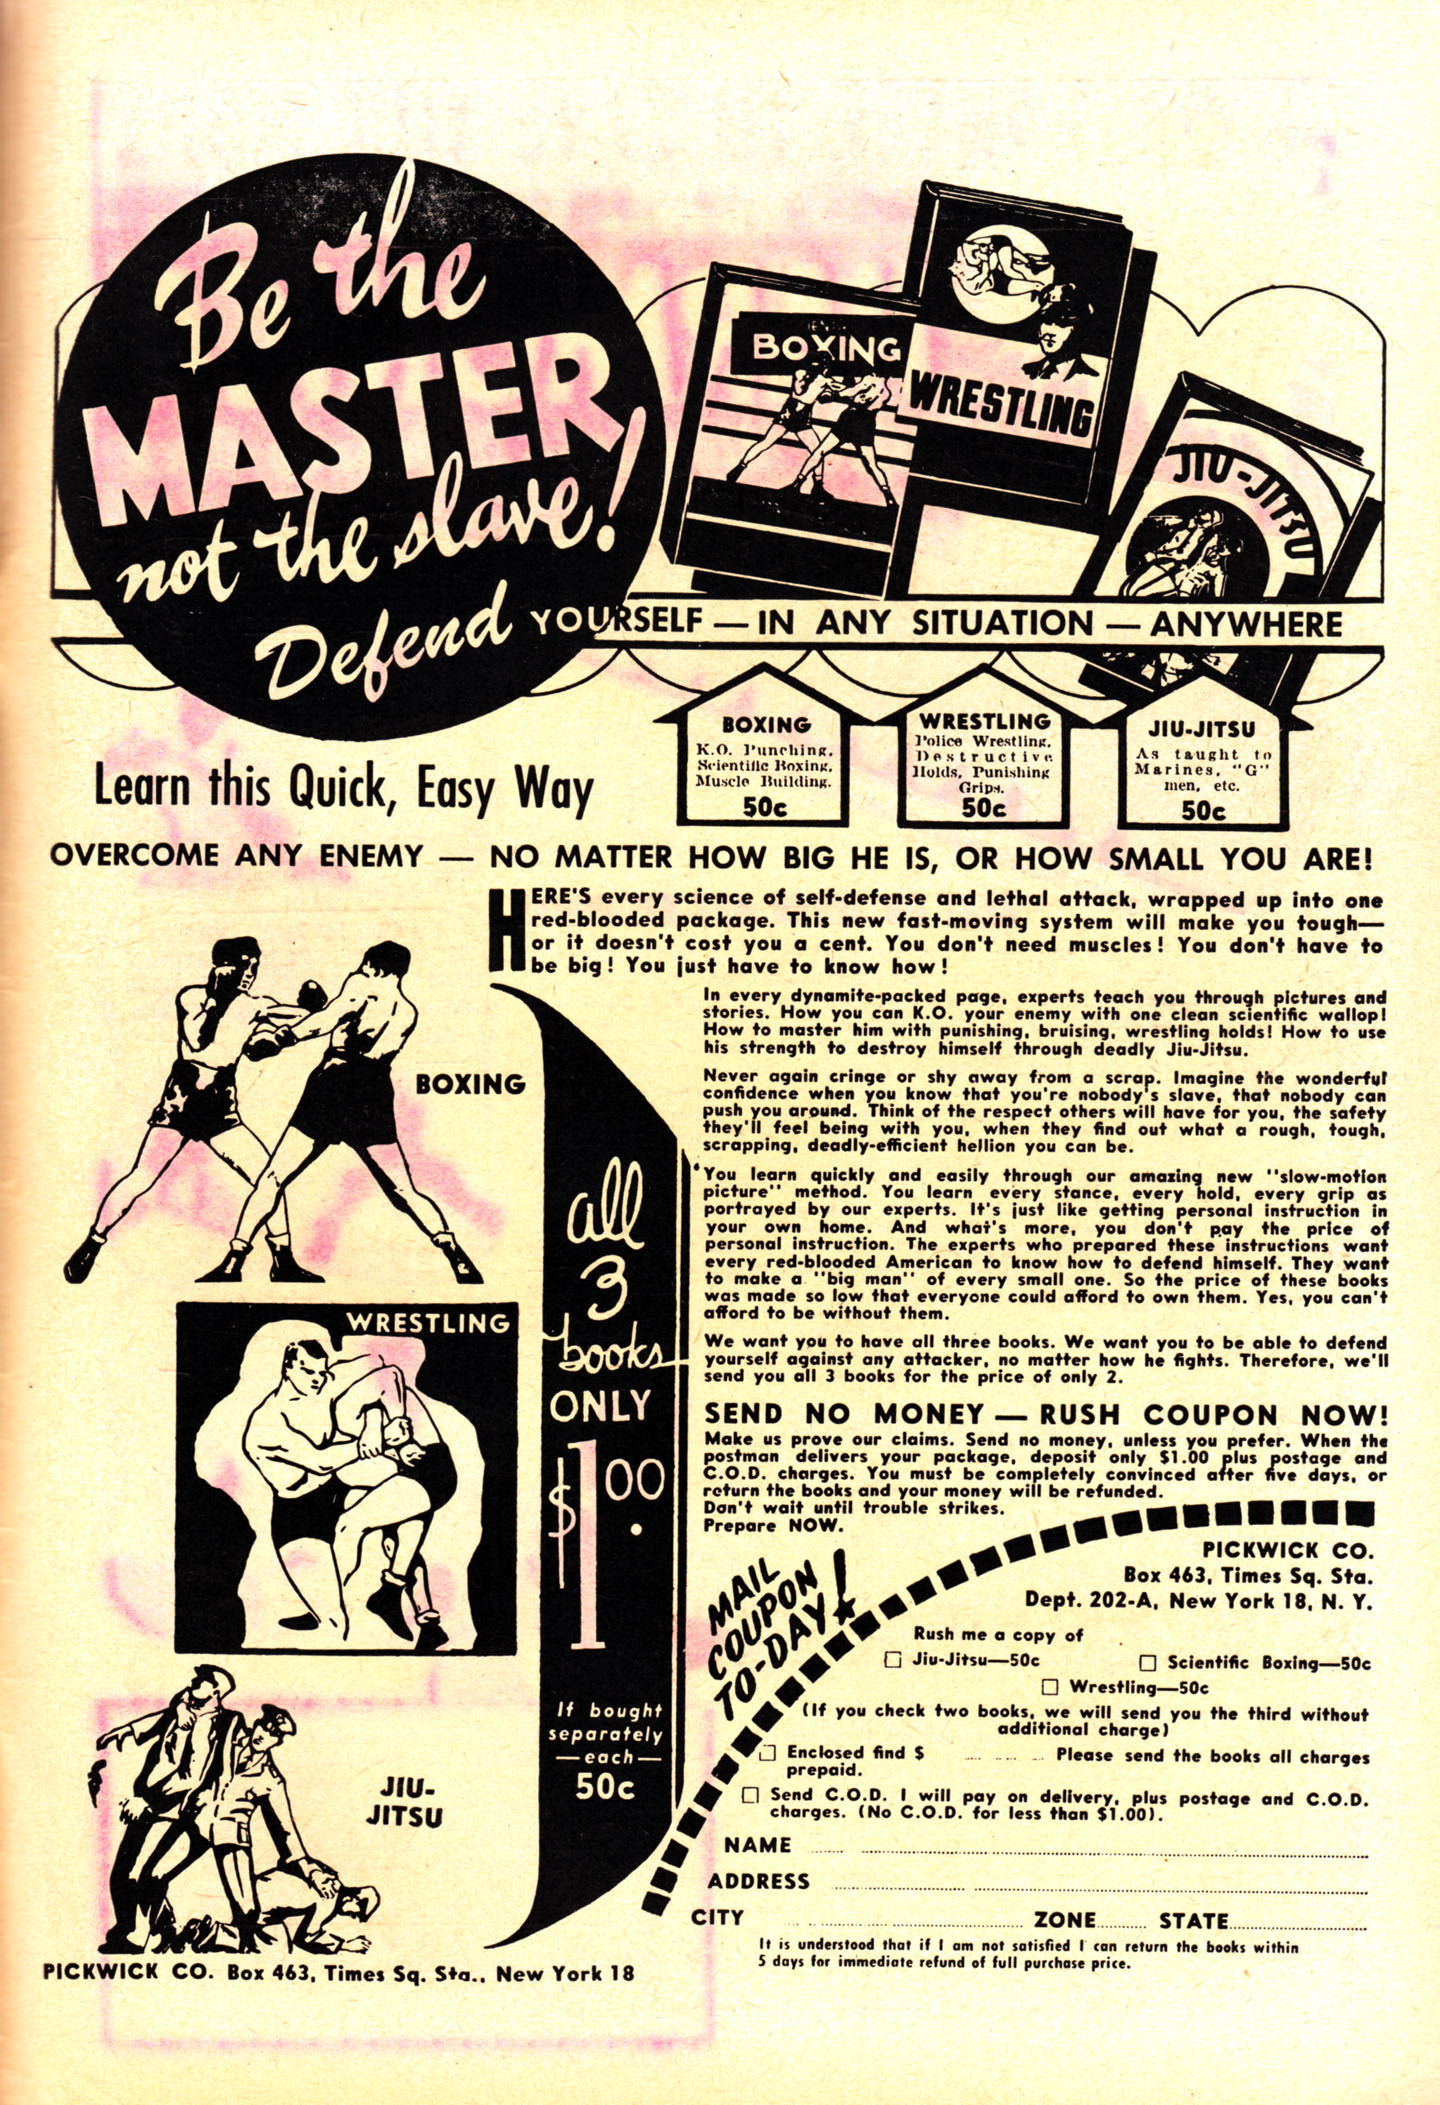 Be the
MASTER,
not the slave!
Defend YOURSELF — IN ANY SITUATION — ANYWHERE
BOXING
WRESTLING
JIU-JITSU
BOXING
K.O. Punching,
Scientific Boxing,
Muscle Building.
50c
WRESTLING
Police Wrestling,
Destructive
Holds, Punishing
Grips.
50c
JIU-JITSU
As taught to
Marines, "G"
men, etc.
50c
Learn this Quick, Easy Way
OVERCOME ANY ENEMY — NO MATTER HOW BIG HE IS, OR HOW SMALL YOU ARE!
HERE'S every science of self-defense and lethal attack, wrapped up into one
red-blooded package. This new fast-moving system will make you tough—
or it doesn't cost you a cent. You don't need muscles! You don't have to
be big! You just have to know how!
In every dynamite-packed page, experts teach you through pictures and
stories. How you can K.O. your enemy with one clean scientific wallop!
How to master him with punishing, bruising, wrestling holds! How to use
his strength to destroy himself through deadly Jiu-Jitsu.
Never again cringe or shy away from a scrap. Imagine the wonderful
confidence when you know that you're nobody's slave, that nobody can
push you around. Think of the respect others will have for you, the safety
they'll feel being with you, when they find out what a rough, tough,
scrapping, deadly-efficient hellion you can be.
You learn quickly and easily through our amazing new "slow-motion
picture" method. You learn every stance, every hold, every grip as
portrayed by our experts. It's just like getting personal instruction in
your own home. And what's more, you don't pay the price of
personal instruction. The experts who prepared these instructions want
every red-blooded American to know how to defend himself. They want
to make a "big man" of every small one. So the price of these books
was made so low that everyone could afford to own them. Yes, you can't
afford to be without them.
We want you to have all three books. We want you to be able to defend
yourself against any attacker, no matter how he fights. Therefore, we'll
send you all 3 books for the price of only 2.
SEND NO MONEY — RUSH COUPON NOW!
Make us prove our claims. Send no money, unless you prefer. When the
postman delivers your package, deposit only $1.00 plus postage and
C.O.D. charges. You must be completely convinced after five days, or
return the books and your money will be refunded.
Don't wait until trouble strikes.
Prepare NOW.
BOXING
WRESTLING
JIU-
JITSU
all
3
books
ONLY
$1.00
If bought
separately
—each—
50c
PICKWICK CO. Box 463, Times Sq. Sta., New York 18
MAIL
COUPON
TO-DAY!
PICKWICK CO.
Box 463, Times Sq. Sta.
Dept. 202-A, New York 18, N. Y.
Rush me a copy of
☐ Jiu-Jitsu—50c ☐ Scientific Boxing—50c
☐ Wrestling—50c
(If you check two books, we will send you the third without
additional charge)
☐ Enclosed find $ .... .... .... Please send the books all charges
prepaid.
☐ Send C.O.D. I will pay on delivery, plus postage and C.O.D.
charges. (No C.O.D. for less than $1.00).
NAME
ADDRESS
CITY ZONE STATE
It is understood that if I am not satisfied I can return the books within
5 days for immediate refund of full purchase price.